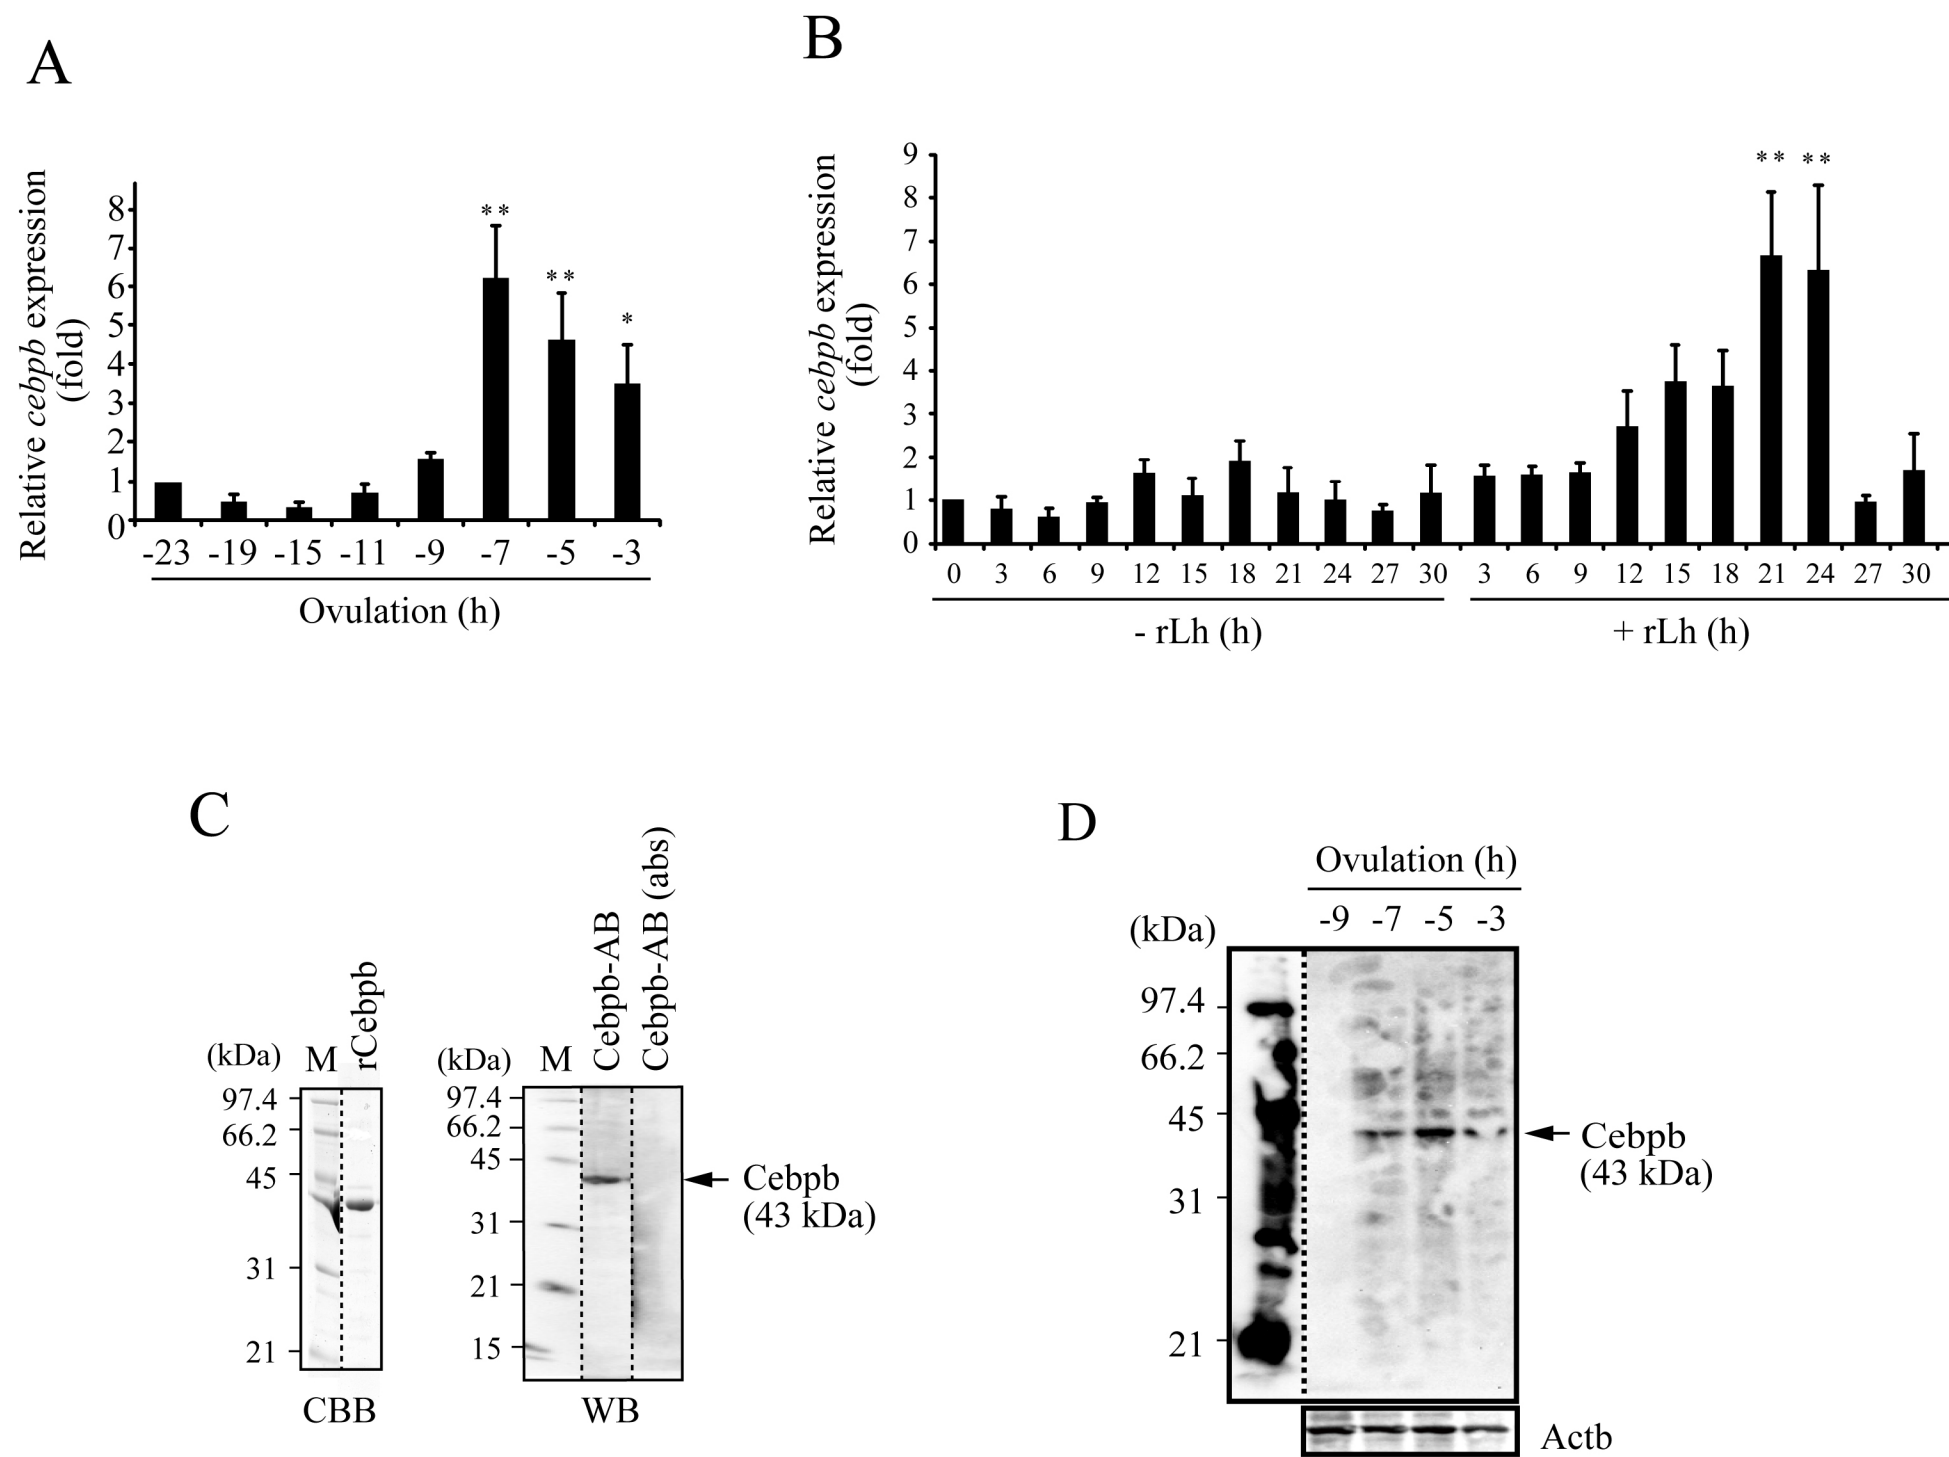 A
Relative cebpb expression
(fold)
8
7
6
5
4
3
2
1
0
**
**
*
-23 -19 -15 -11 -9 -7 -5 -3
Ovulation (h)
B
Relative cebpb expression
(fold)
9
8
7
6
5
4
3
2
1
0
** **
0 3 6 9 12 15 18 21 24 27 30 3 6 9 12 15 18 21 24 27 30
- rLh (h)
+ rLh (h)
C
(kDa) M rCebpb
97.4
66.2
45
31
21
CBB
(kDa) M Cebpb-AB Cebpb-AB (abs)
97.4
66.2
45
31
21
15
Cebpb
(43 kDa)
WB
D
Ovulation (h)
-9 -7 -5 -3
(kDa)
97.4
66.2
45
31
21
Cebpb
(43 kDa)
Actb